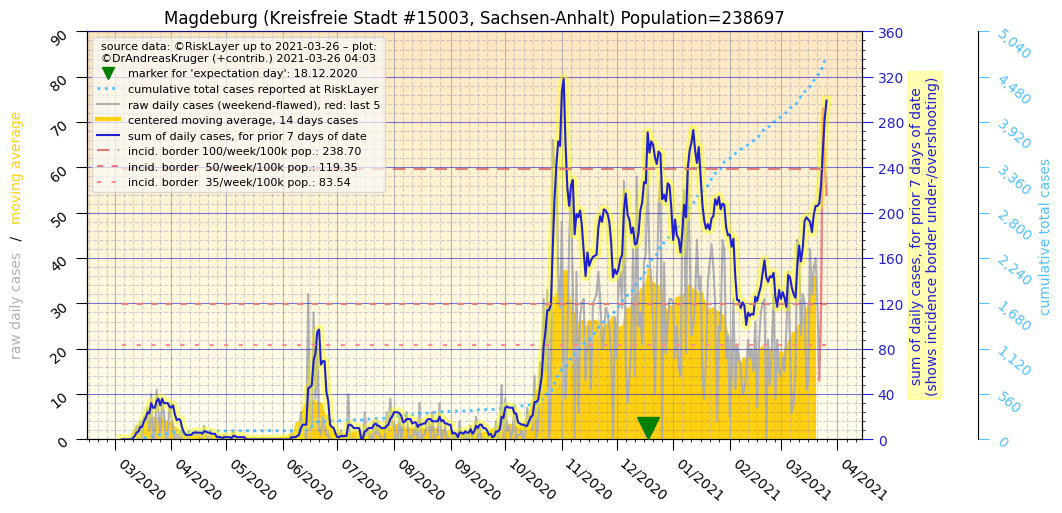 Magdeburg (Kreisfreie Stadt #15003, Sachsen-Anhalt) Population=238697
source data: ©RiskLayer up to 2021-03-26 – plot:
©DrAndreasKruger (+contrib.) 2021-03-26 04:03
marker for 'expectation day': 18.12.2020
cumulative total cases reported at RiskLayer
raw daily cases (weekend-flawed), red: last 5
centered moving average, 14 days cases
sum of daily cases, for prior 7 days of date
incid. border 100/week/100k pop.: 238.70
incid. border  50/week/100k pop.: 119.35
incid. border  35/week/100k pop.: 83.54
raw daily cases  /  moving average
90
80
70
60
50
40
30
20
10
0
360
320
280
240
200
160
120
80
40
0
sum of daily cases, for prior 7 days of date
(shows incidence border under-/overshooting)
5,040
4,480
3,920
3,360
2,800
2,240
1,680
1,120
560
0
cumulative total cases
03/2020
04/2020
05/2020
06/2020
07/2020
08/2020
09/2020
10/2020
11/2020
12/2020
01/2021
02/2021
03/2021
04/2021